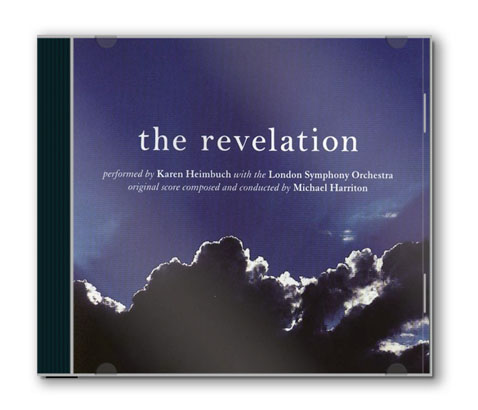 the revelation
performed by Karen Heimbuch with the London Symphony Orchestra
original score composed and conducted by Michael Harriton